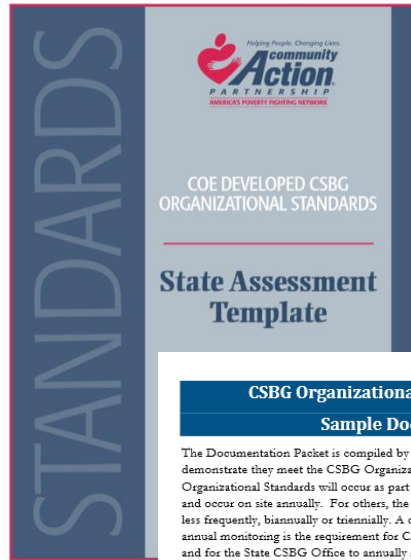 STANDARDS
Helping People. Changing Lives.
community
Action
PARTNERSHIP
AMERICA'S POVERTY FIGHTING NETWORK
COE DEVELOPED CSBG
ORGANIZATIONAL STANDARDS
State Assessment
Template
CSBG Organizationa
Sample Doc
The Documentation Packet is compiled by
demonstrate they meet the CSBG Organiza
Organizational Standards will occur as part
and occur on site annually. For others, the
less frequently, biannually or triennially. A c
annual monitoring is the requirement for C
and for the State CSBG Office to annually